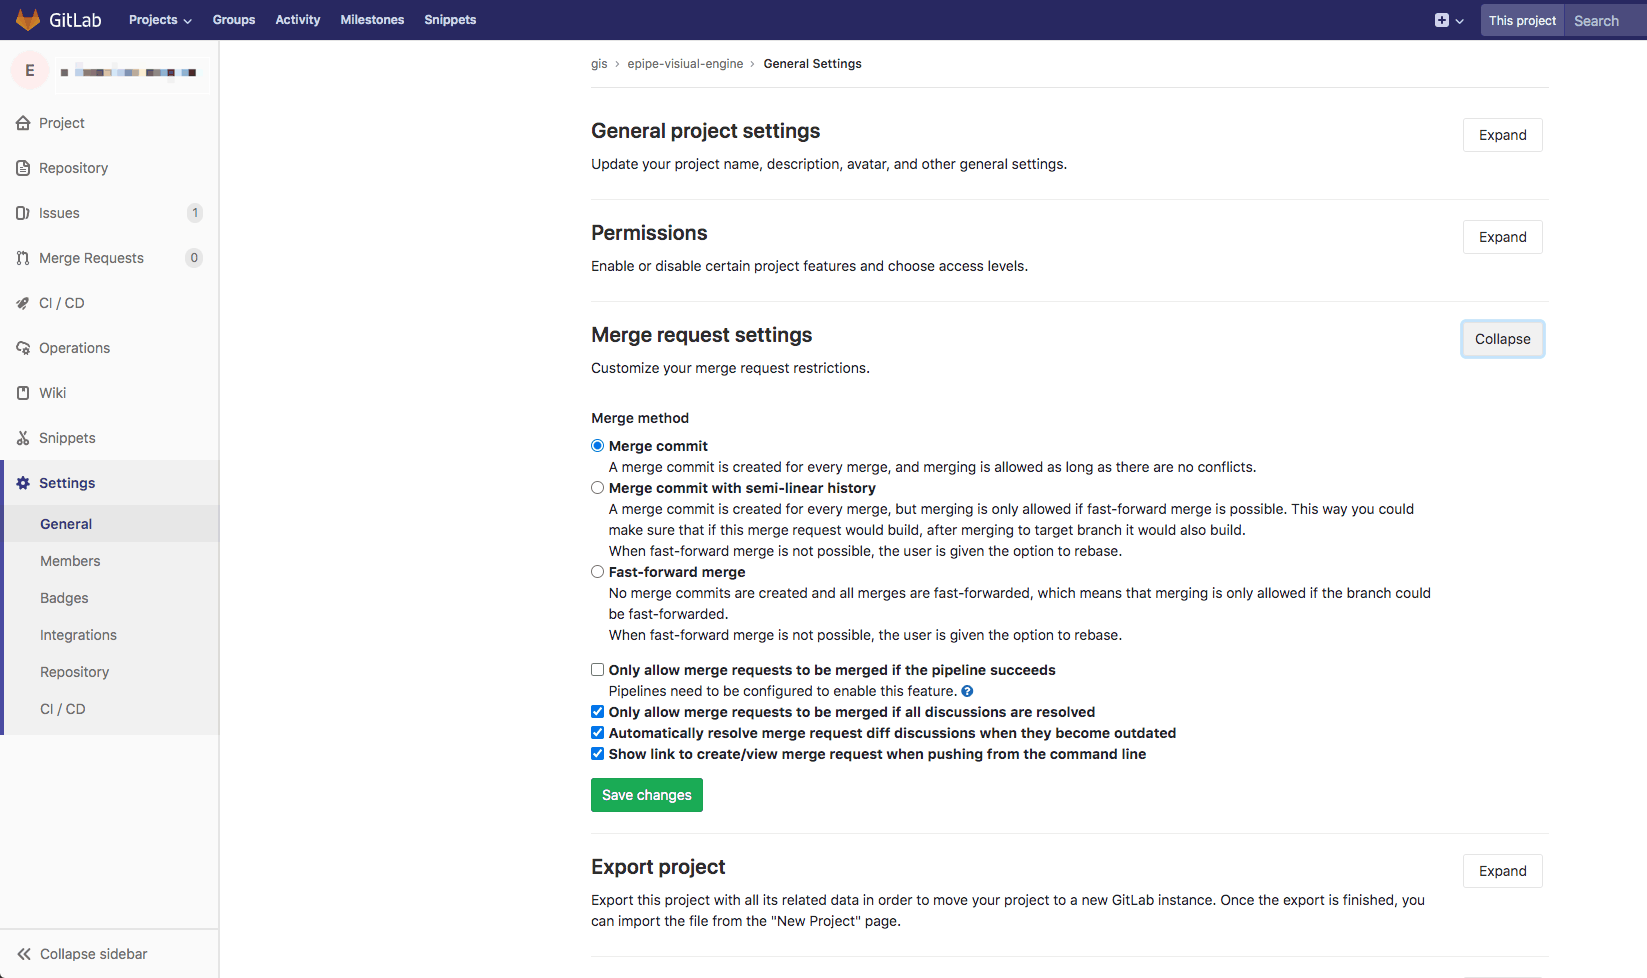 GitLab
Projects
Groups
Activity
Milestones
Snippets
This project
Search
E
Project
Repository
Issues
1
Merge Requests
0
CI / CD
Operations
Wiki
Snippets
Settings
General
Members
Badges
Integrations
Repository
CI / CD
Collapse sidebar
gis › epipe-visiual-engine › General Settings
General project settings
Expand
Update your project name, description, avatar, and other general settings.
Permissions
Expand
Enable or disable certain project features and choose access levels.
Merge request settings
Collapse
Customize your merge request restrictions.
Merge method
Merge commit
A merge commit is created for every merge, and merging is allowed as long as there are no conflicts.
Merge commit with semi-linear history
A merge commit is created for every merge, but merging is only allowed if fast-forward merge is possible. This way you could
make sure that if this merge request would build, after merging to target branch it would also build.
When fast-forward merge is not possible, the user is given the option to rebase.
Fast-forward merge
No merge commits are created and all merges are fast-forwarded, which means that merging is only allowed if the branch could
be fast-forwarded.
When fast-forward merge is not possible, the user is given the option to rebase.
Only allow merge requests to be merged if the pipeline succeeds
Pipelines need to be configured to enable this feature. ?
Only allow merge requests to be merged if all discussions are resolved
Automatically resolve merge request diff discussions when they become outdated
Show link to create/view merge request when pushing from the command line
Save changes
Export project
Expand
Export this project with all its related data in order to move your project to a new GitLab instance. Once the export is finished, you
can import the file from the "New Project" page.